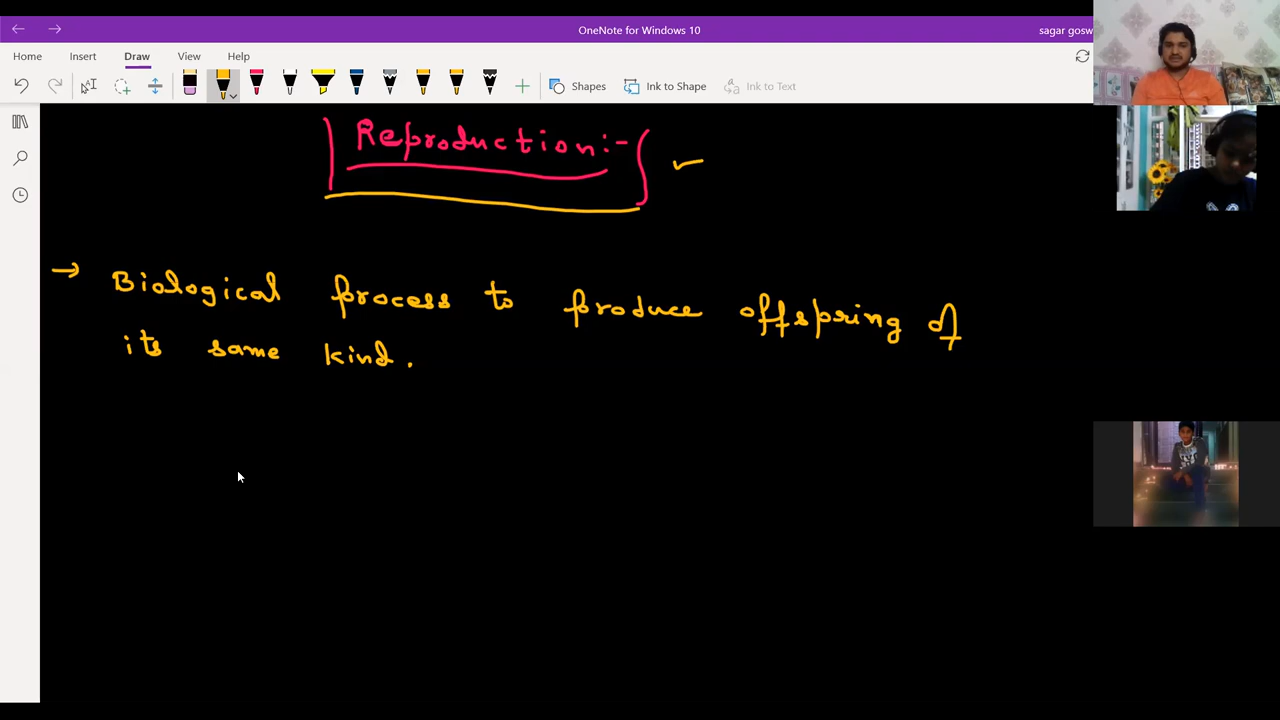 OneNote for Windows 10
sagar gosw
Home Insert Draw View Help
Shapes Ink to Shape Ink to Text
Reproduction:-
→ Biological process to produce offspring of
its same kind.